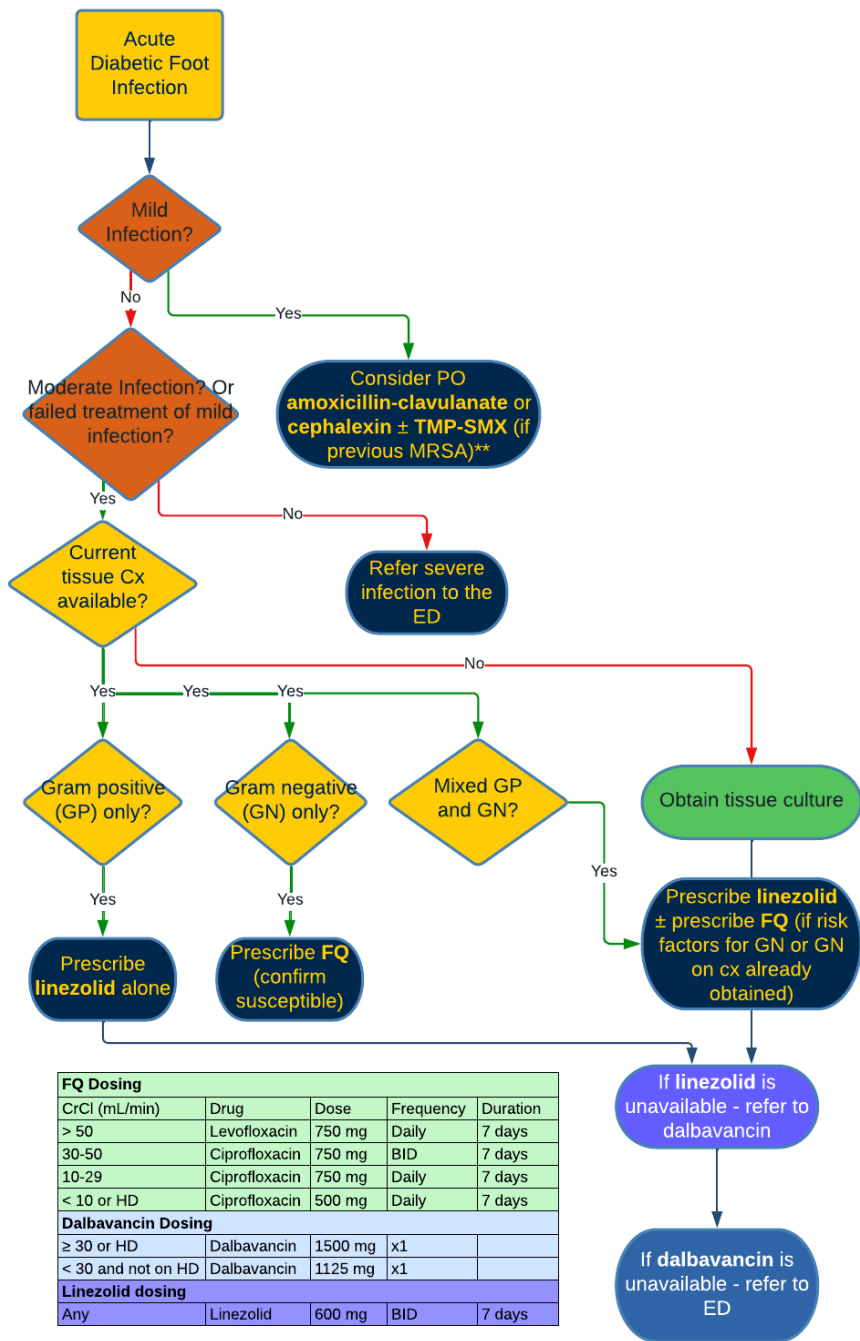 Acute
Diabetic Foot
Infection
Mild
Infection?
No
Yes
Moderate Infection? Or
failed treatment of mild
infection?
Consider PO
amoxicillin-clavulanate or
cephalexin ± TMP-SMX (if
previous MRSA)**
Yes
No
Current
tissue Cx
available?
Refer severe
infection to the
ED
No
Yes
Yes
Yes
Gram positive
(GP) only?
Gram negative
(GN) only?
Mixed GP
and GN?
Obtain tissue culture
Yes
Yes
Yes
Prescribe
linezolid alone
Prescribe FQ
(confirm
susceptible)
Prescribe linezolid
± prescribe FQ (if risk
factors for GN or GN
on cx already
obtained)
If linezolid is
unavailable - refer to
dalbavancin
If dalbavancin is
unavailable - refer to
ED
FQ Dosing
CrCl (mL/min) Drug Dose Frequency Duration
> 50 Levofloxacin 750 mg Daily 7 days
30-50 Ciprofloxacin 750 mg BID 7 days
10-29 Ciprofloxacin 750 mg Daily 7 days
< 10 or HD Ciprofloxacin 500 mg Daily 7 days
Dalbavancin Dosing
≥ 30 or HD Dalbavancin 1500 mg x1
< 30 and not on HD Dalbavancin 1125 mg x1
Linezolid dosing
Any Linezolid 600 mg BID 7 days